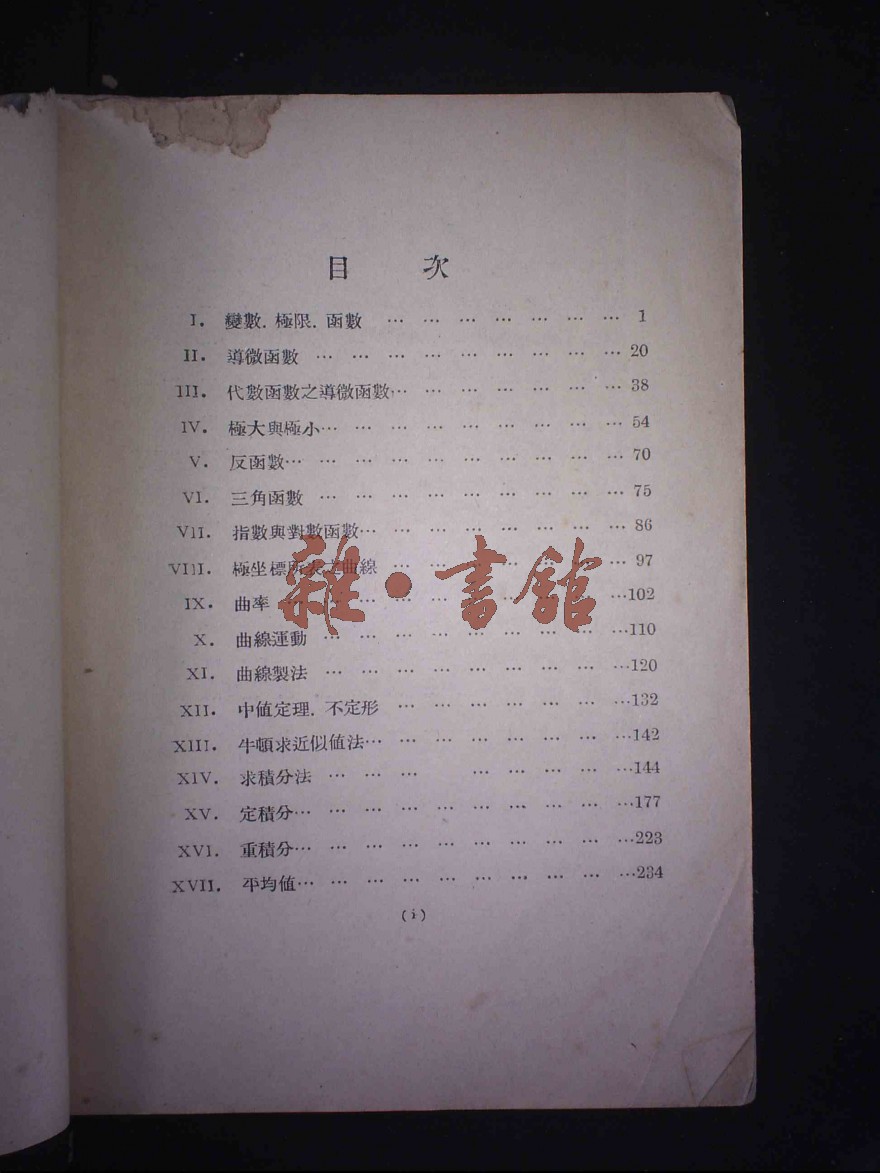 目 次
I. 變數. 極限. 函數 … … … … … … … 1
II. 導微函數 … … … … … … … … … 20
III. 代數函數之導微函數… … … … … … … 38
IV. 極大與極小… … … … … … … … … 54
V. 反函數… … … … … … … … … … 70
VI. 三角函數 … … … … … … … … … 75
VII. 指數與對數函數… … … … … … … … 86
VIII. 極坐標所表之曲線 … … … … … … … 97
IX. 曲率 … … … … … … … … … …102
X. 曲線運動 … … … … … … … … …110
XI. 曲線製法 … … … … … … … … …120
XII. 中値定理. 不定形 … … … … … … …132
XIII. 牛頓求近似値法… … … … … … … …142
XIV. 求積分法 … … … … … … … …144
XV. 定積分… … … … … … … … … …177
XVI. 重積分… … … … … … … … … …223
XVII. 平均値… … … … … … … … … …234
雜·書館
(i)